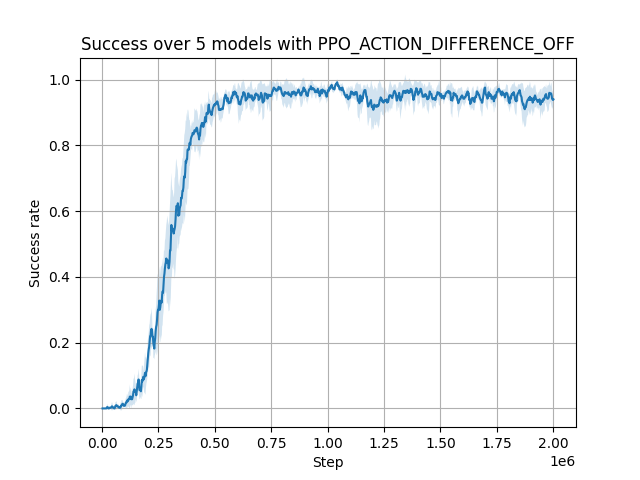 Success over 5 models with PPO_ACTION_DIFFERENCE_OFF
1.0
0.8
0.6
0.4
0.2
0.0
Success rate
0.00 0.25 0.50 0.75 1.00 1.25 1.50 1.75 2.00
Step
1e6